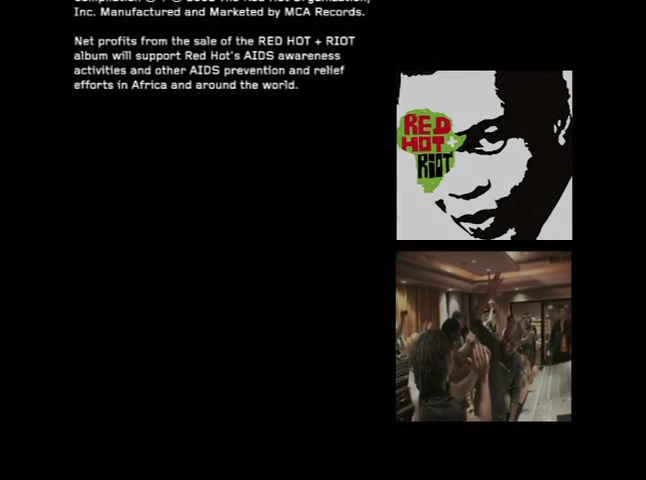 Inc. Manufactured and Marketed by MCA Records.
Net profits from the sale of the RED HOT + RIOT
album will support Red Hot's AIDS awareness
activities and other AIDS prevention and relief
efforts in Africa and around the world.
RED
HOT+
RIOT